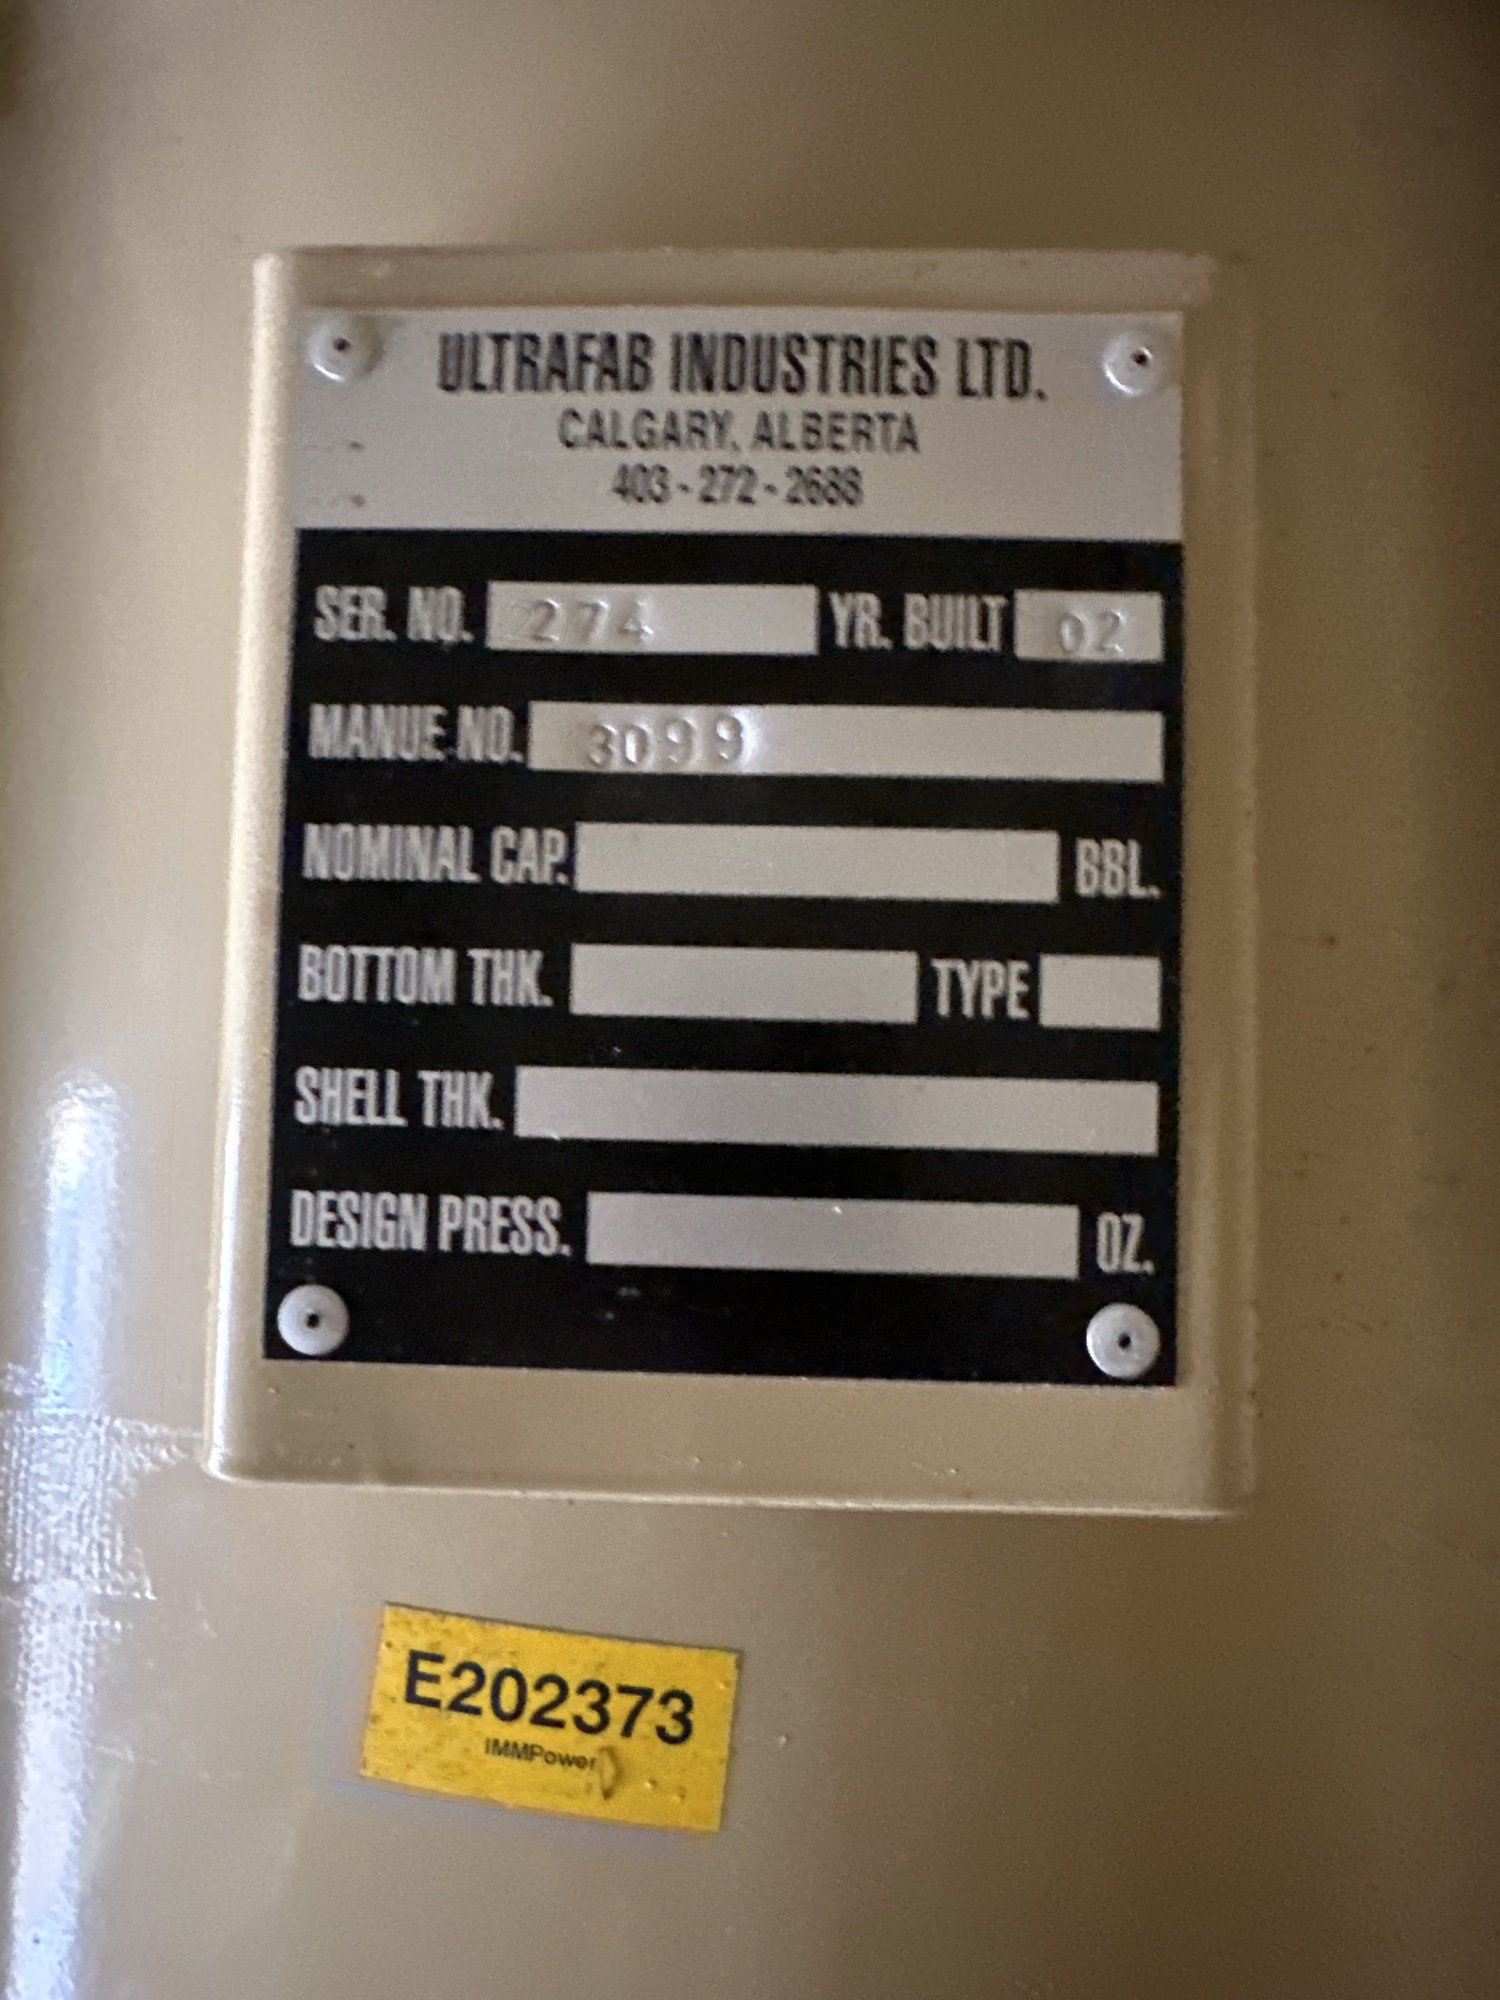 ULTRAFAB INDUSTRIES LTD.
CALGARY, ALBERTA
403-272-2688
SER. NO. 274 YR. BUILT 02
MANUF. NO. 3099
NOMINAL CAP. BBL.
BOTTOM THK. TYPE
SHELL THK.
DESIGN PRESS. OZ.
E202373
IMMPower